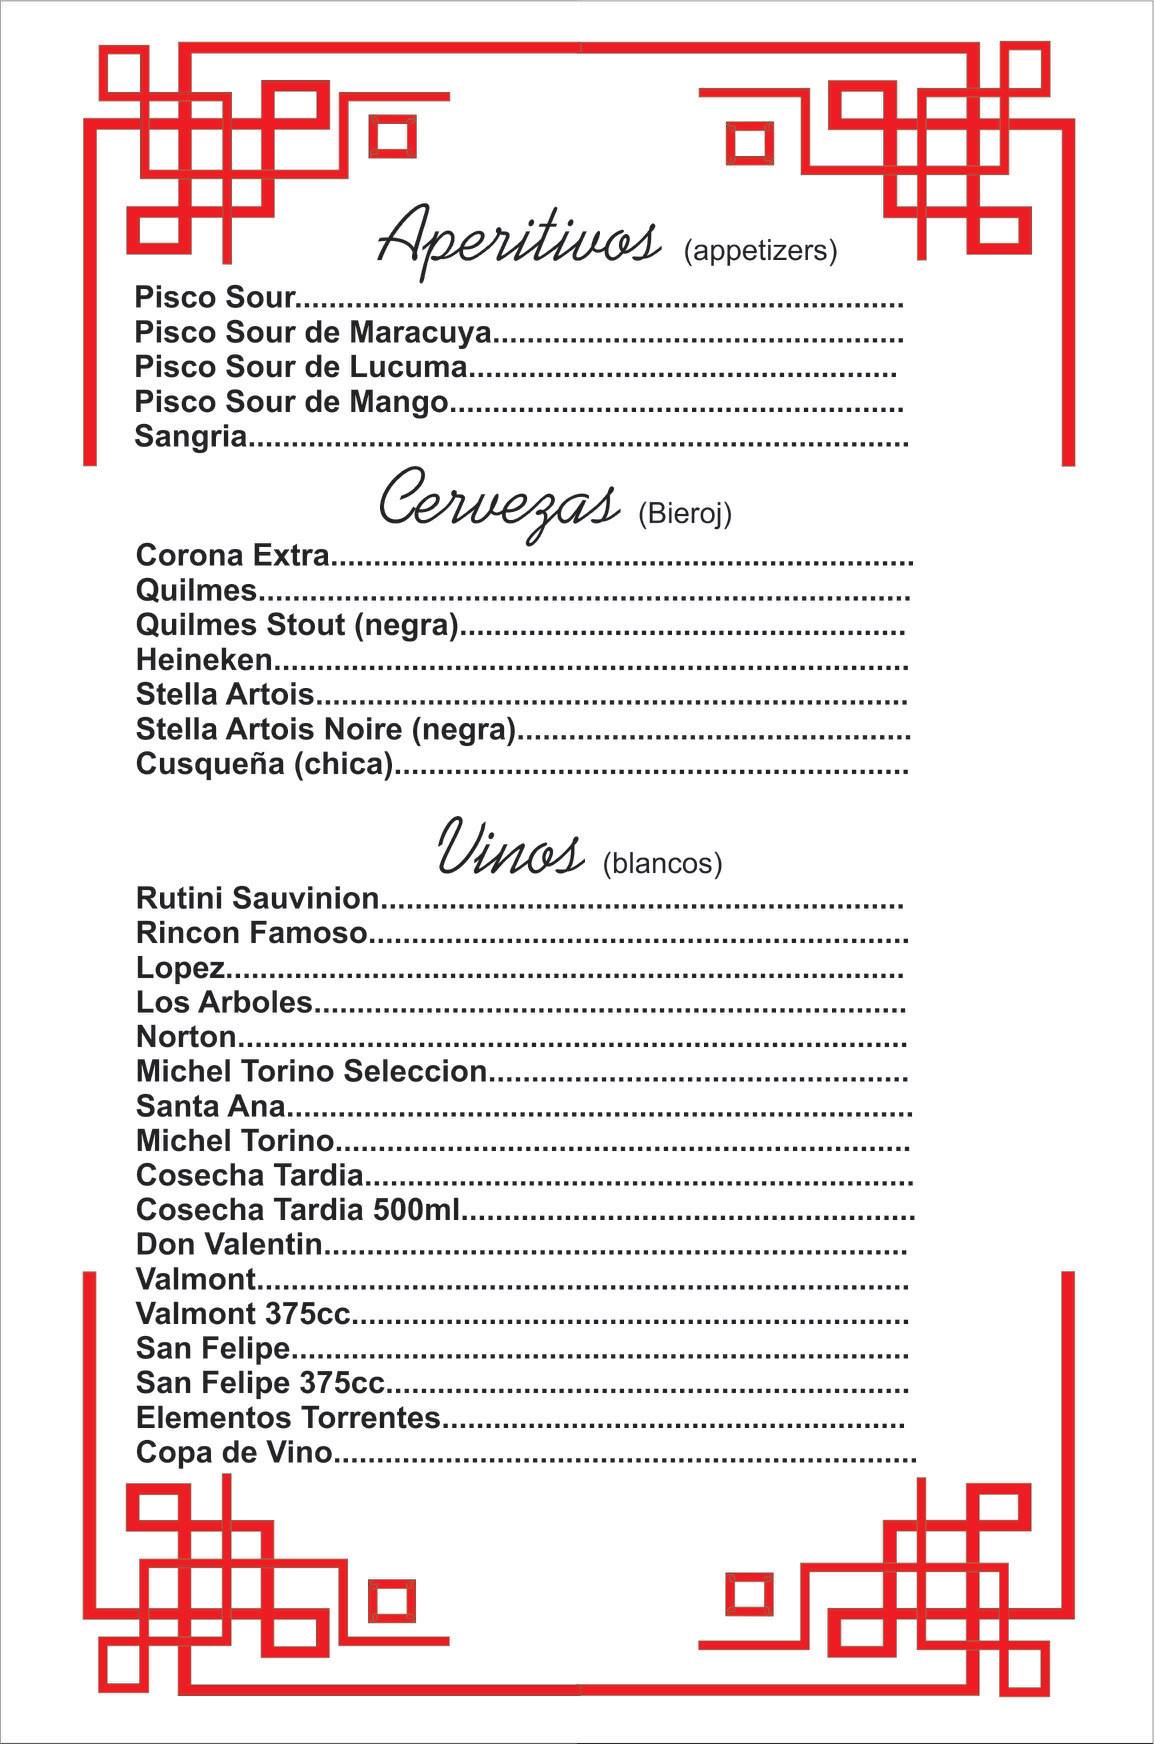 Aperitivos (appetizers)
Pisco Sour......................................................................
Pisco Sour de Maracuya................................................
Pisco Sour de Lucuma..................................................
Pisco Sour de Mango.....................................................
Sangria.............................................................................
Cervezas (Bieroj)
Corona Extra....................................................................
Quilmes............................................................................
Quilmes Stout (negra)....................................................
Heineken..........................................................................
Stella Artois.....................................................................
Stella Artois Noire (negra)..............................................
Cusqueña (chica)............................................................
Vinos (blancos)
Rutini Sauvinion.............................................................
Rincon Famoso...............................................................
Lopez...............................................................................
Los Arboles.....................................................................
Norton..............................................................................
Michel Torino Seleccion.................................................
Santa Ana.........................................................................
Michel Torino...................................................................
Cosecha Tardia................................................................
Cosecha Tardia 500ml.....................................................
Don Valentin....................................................................
Valmont............................................................................
Valmont 375cc.................................................................
San Felipe........................................................................
San Felipe 375cc.............................................................
Elementos Torrentes......................................................
Copa de Vino....................................................................